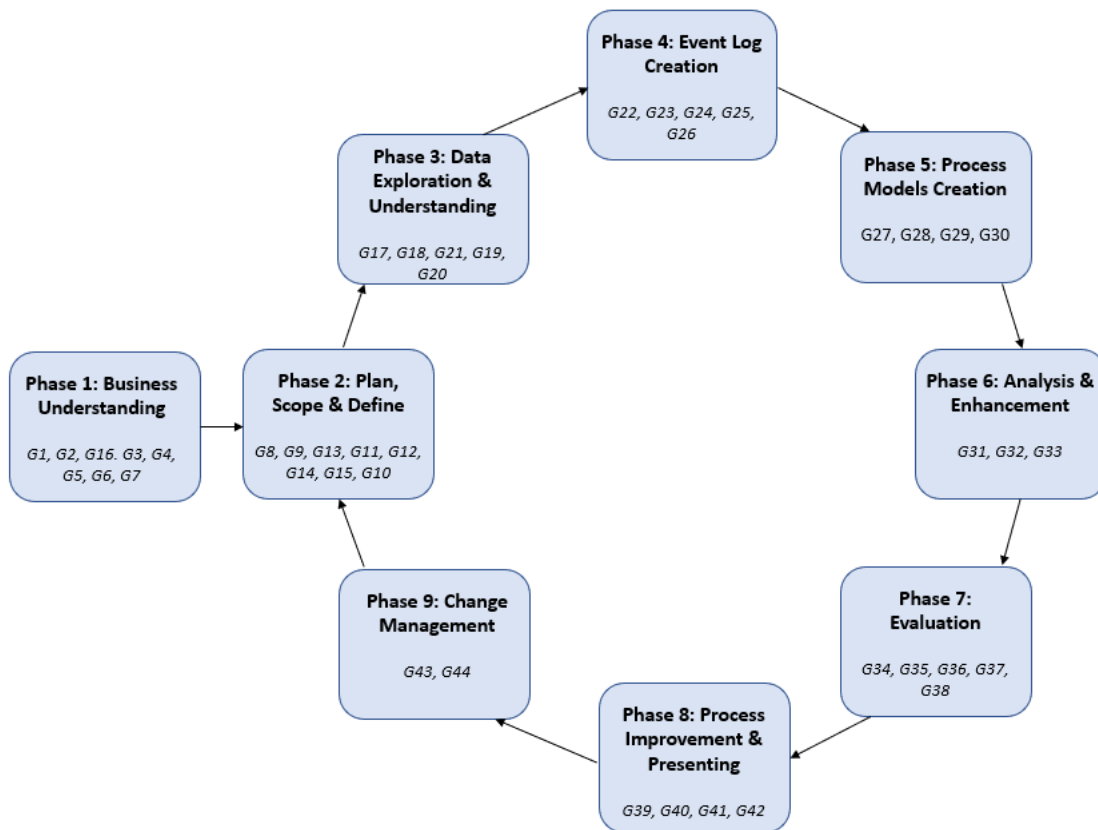 Phase 1: Business
Understanding
G1, G2, G16. G3, G4,
G5, G6, G7
Phase 2: Plan,
Scope & Define
G8, G9, G13, G11, G12,
G14, G15, G10
Phase 3: Data
Exploration &
Understanding
G17, G18, G21, G19,
G20
Phase 4: Event Log
Creation
G22, G23, G24, G25,
G26
Phase 5: Process
Models Creation
G27, G28, G29, G30
Phase 6: Analysis &
Enhancement
G31, G32, G33
Phase 7:
Evaluation
G34, G35, G36, G37,
G38
Phase 8: Process
Improvement &
Presenting
G39, G40, G41, G42
Phase 9: Change
Management
G43, G44